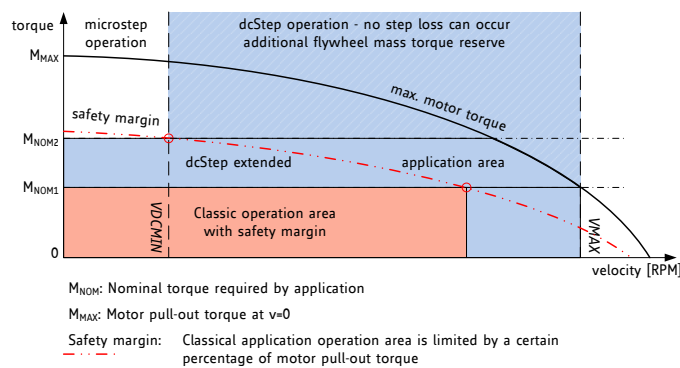 torque
microstep
operation
dcStep operation - no step loss can occur
additional flywheel mass torque reserve
MMAX
max. motor torque
safety margin
MNOM2
dcStep extended
application area
MNOM1
Classic operation area
with safety margin
VDCMIN
VMAX
0
velocity [RPM]
MNOM: Nominal torque required by application
MMAX: Motor pull-out torque at v=0
Safety margin: Classical application operation area is limited by a certain
percentage of motor pull-out torque